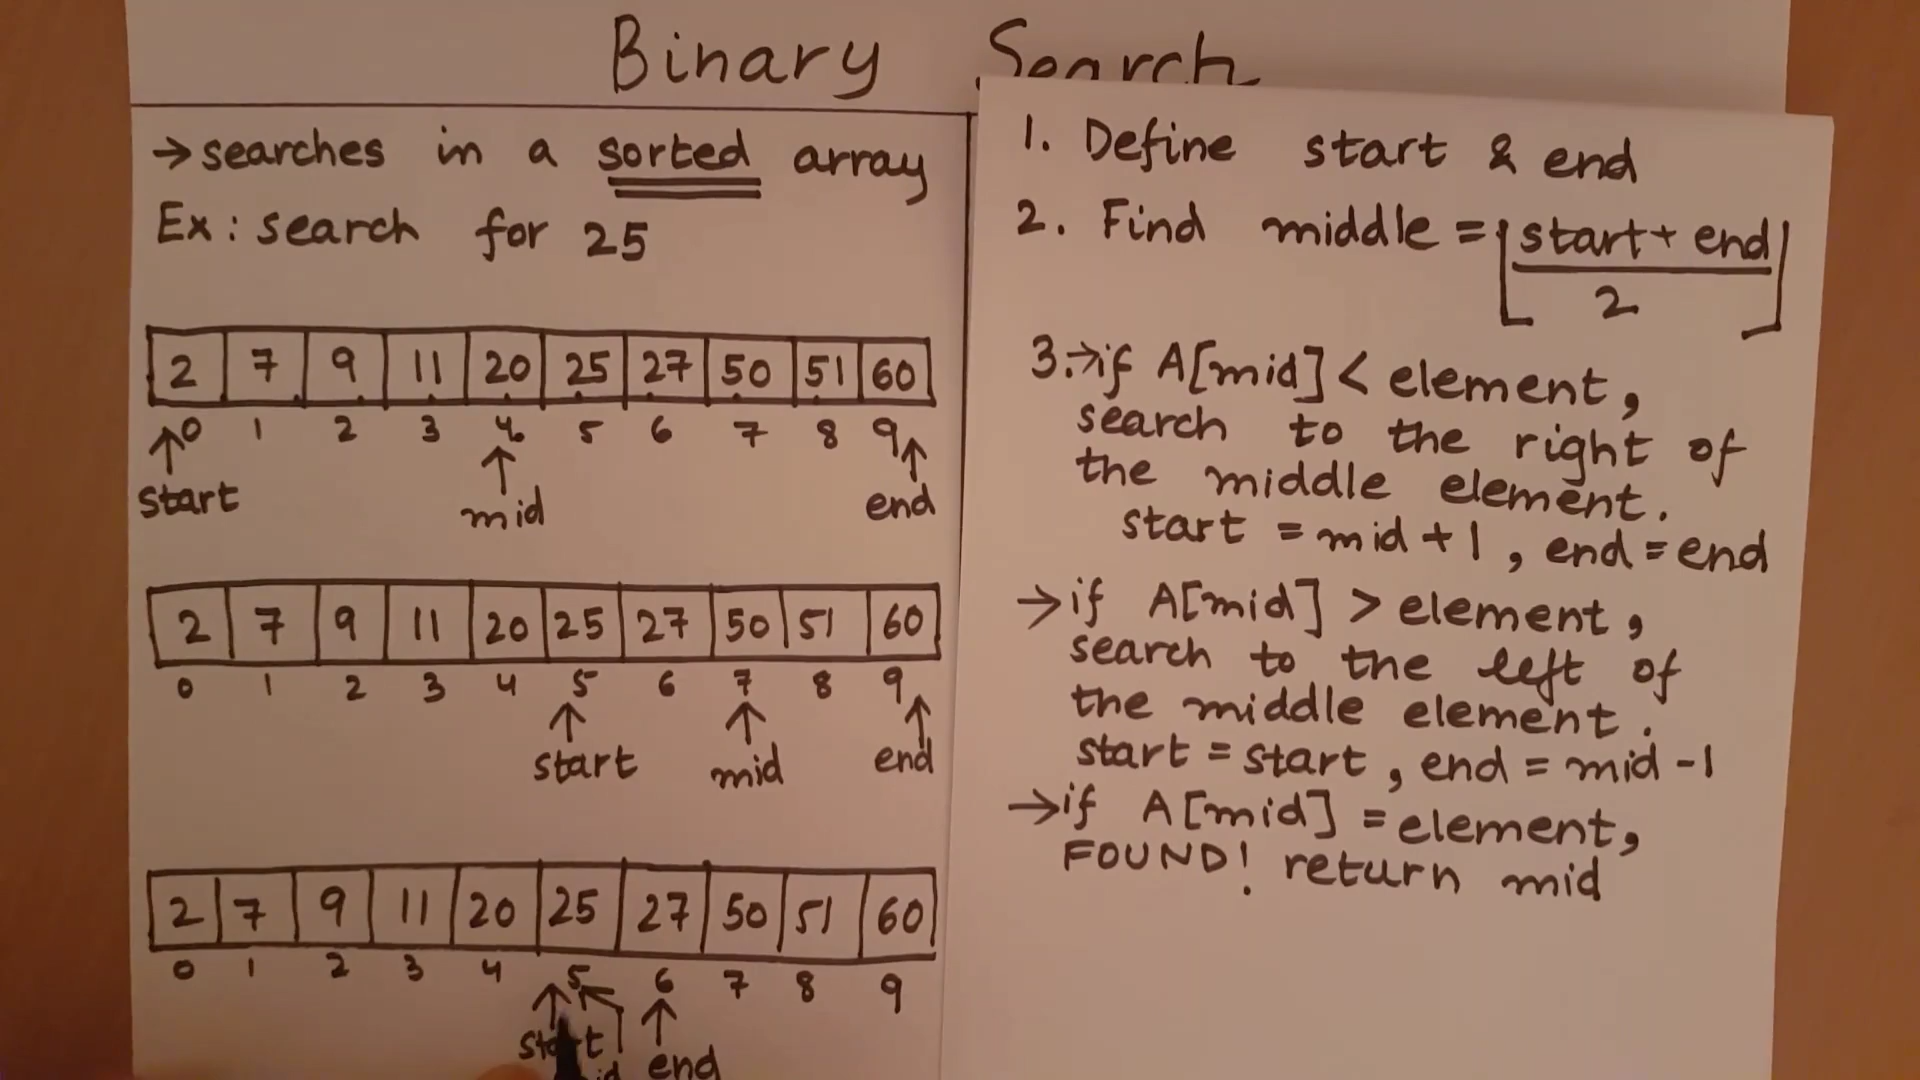 Binary Search
→ searches in a sorted array
Ex: search for 25
2 7 9 11 20 25 27 50 51 60
0 1 2 3 4 5 6 7 8 9
start mid end
2 7 9 11 20 25 27 50 51 60
0 1 2 3 4 5 6 7 8 9
start mid end
2 7 9 11 20 25 27 50 51 60
0 1 2 3 4 5 6 7 8 9
start end
1. Define start & end
2. Find middle = ⌊(start + end)/2⌋
3.→ if A[mid] < element,
search to the right of
the middle element.
start = mid + 1, end = end
→ if A[mid] > element,
search to the left of
the middle element.
start = start, end = mid - 1
→ if A[mid] = element,
FOUND! return mid